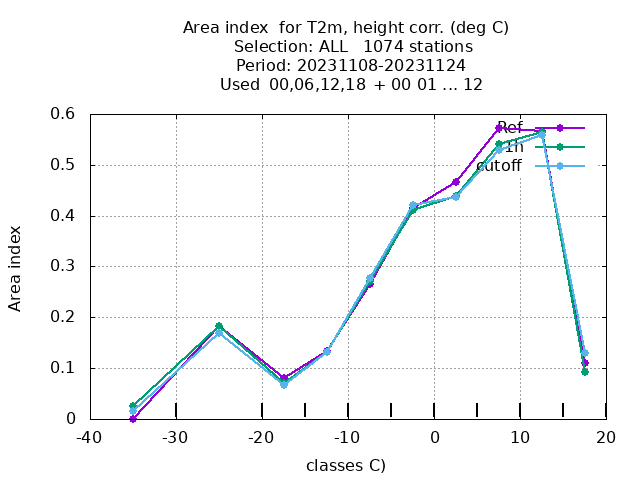 Area index  for T2m, height corr. (deg C)
Selection: ALL   1074 stations
Period: 20231108-20231124
Used 00,06,12,18 + 00 01 ... 12
0.6
0.5
0.4
0.3
0.2
0.1
0
Area index
Ref
1h
cutoff
-40
-30
-20
-10
0
10
20
classes C)